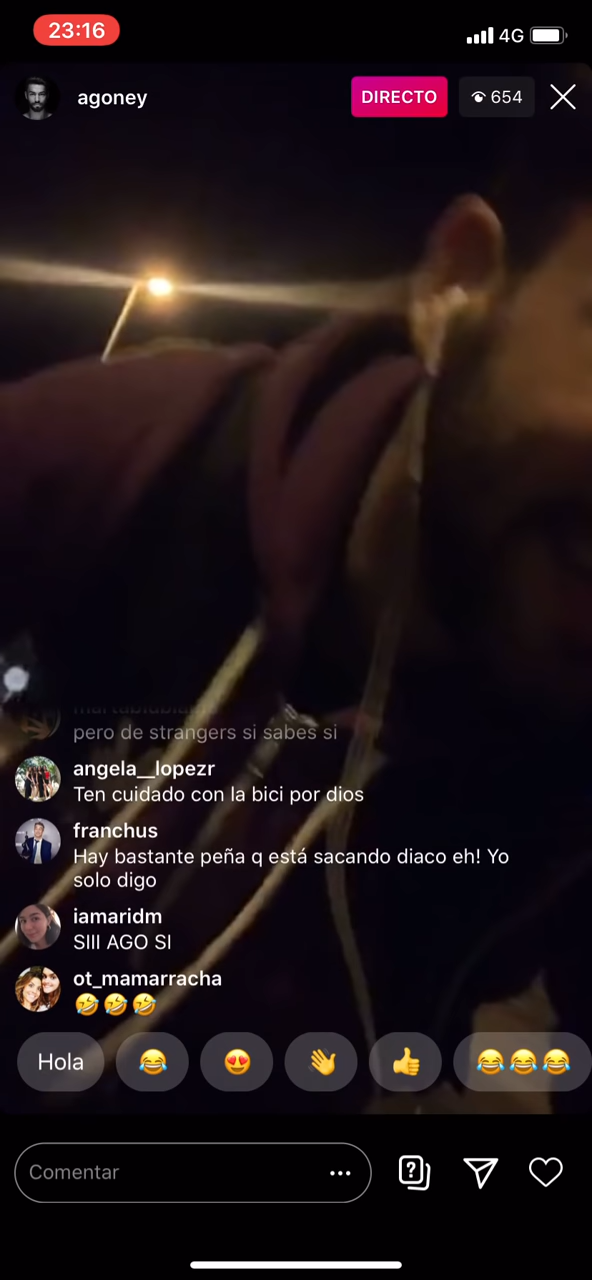 23:16
4G
agoney
DIRECTO
654
pero de strangers si sabes si
angela__lopezr
Ten cuidado con la bici por dios
franchus
Hay bastante peña q está sacando diaco eh! Yo
solo digo
iamaridm
SIII AGO SI
ot_mamarracha
🤣🤣🤣
Hola 😂 😍 👋 👍 😂😂😂
Comentar